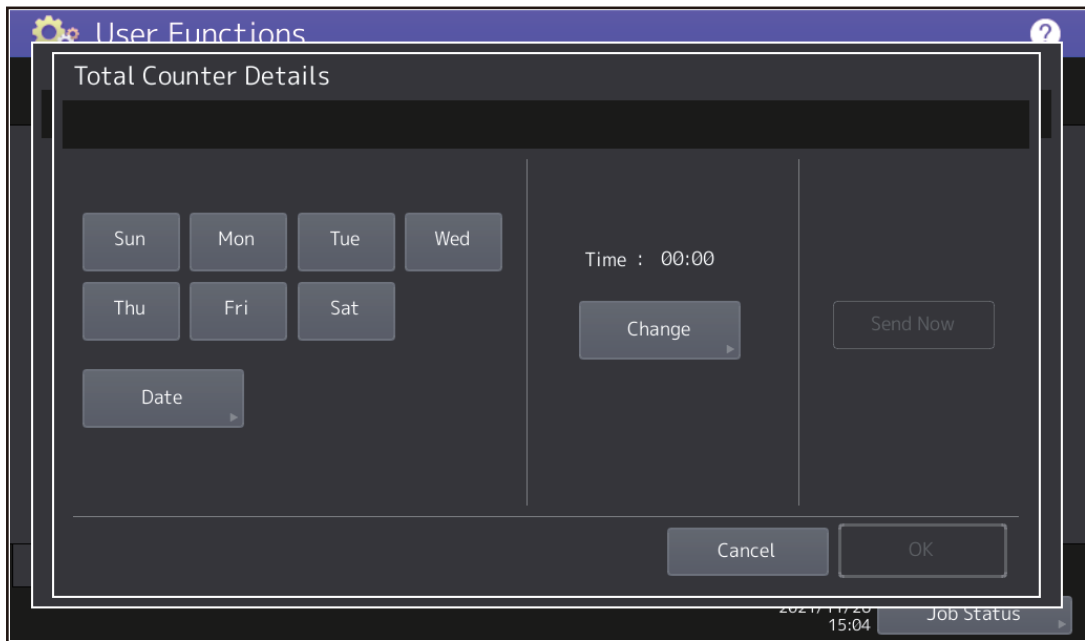 User Functions
?
Total Counter Details
Sun Mon Tue Wed
Thu Fri Sat
Date
Time : 00:00
Change
Send Now
Cancel OK
15:04
Job Status